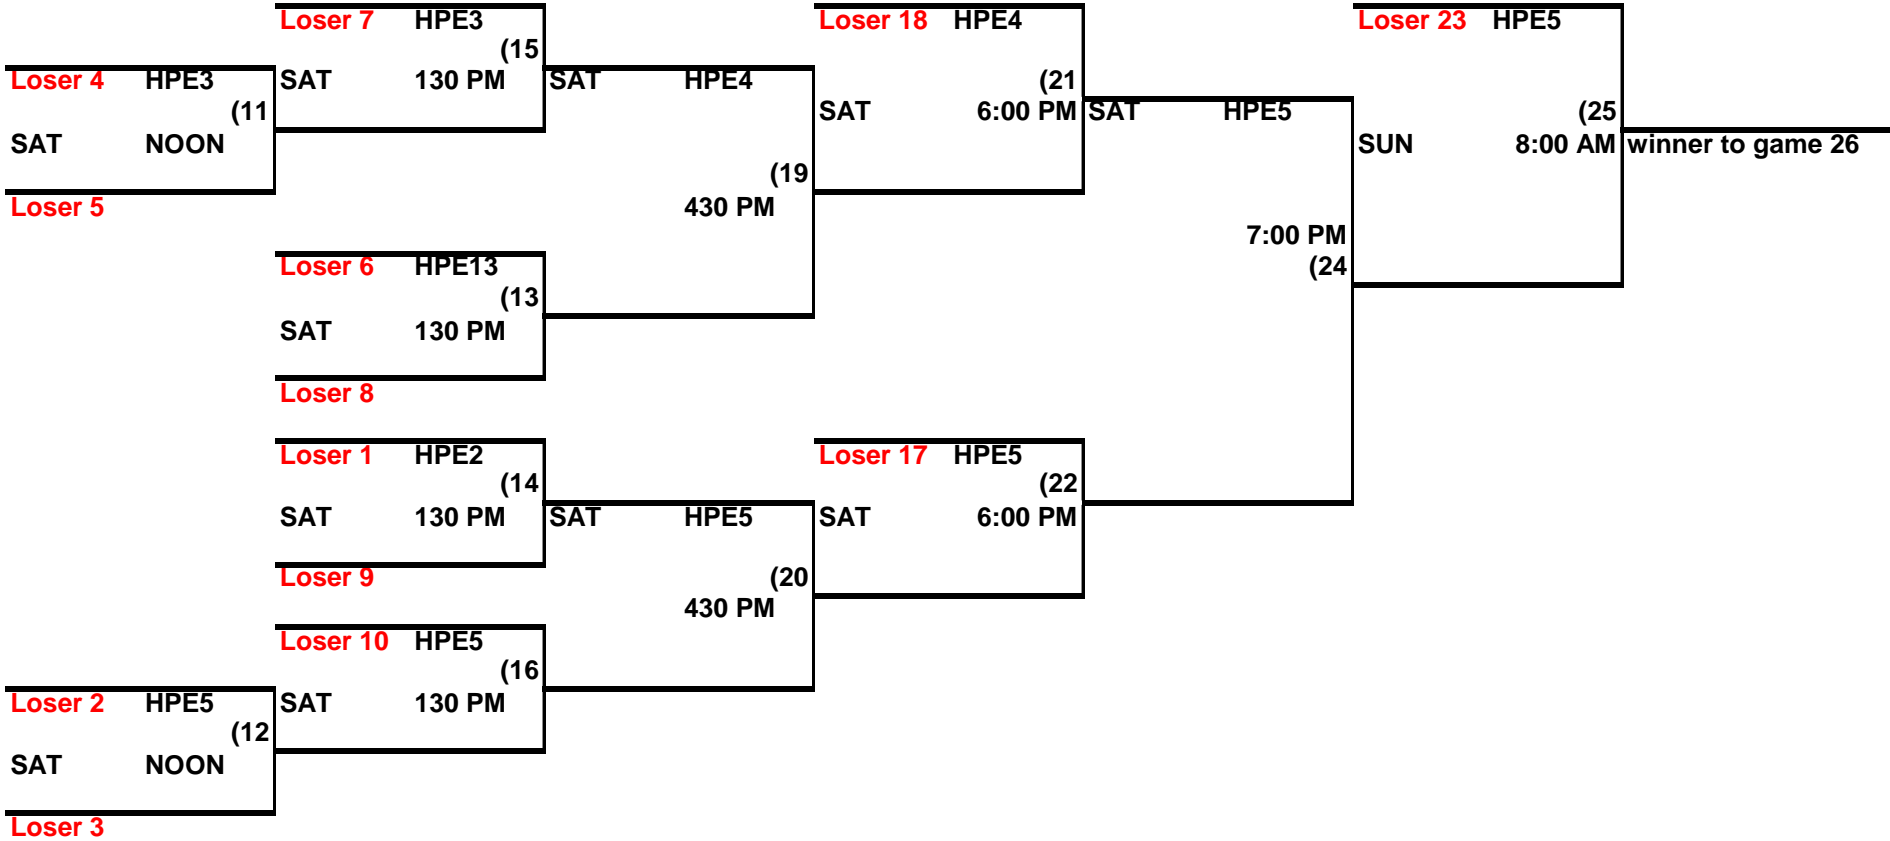 Loser 7 HPE3 Loser 18 HPE4 Loser 23 HPE5
(15
Loser 4 HPE3 SAT 130 PM SAT HPE4 (21
(11 SAT 6:00 PM SAT HPE5 (25
SAT NOON SUN 8:00 AM winner to game 26
(19
Loser 5 430 PM
7:00 PM
Loser 6 HPE13 (24
(13
SAT 130 PM
Loser 8
Loser 1 HPE2 Loser 17 HPE5
(14 (22
SAT 130 PM SAT HPE5 SAT 6:00 PM
Loser 9 (20
430 PM
Loser 10 HPE5
(16
Loser 2 HPE5 SAT 130 PM
(12
SAT NOON
Loser 3